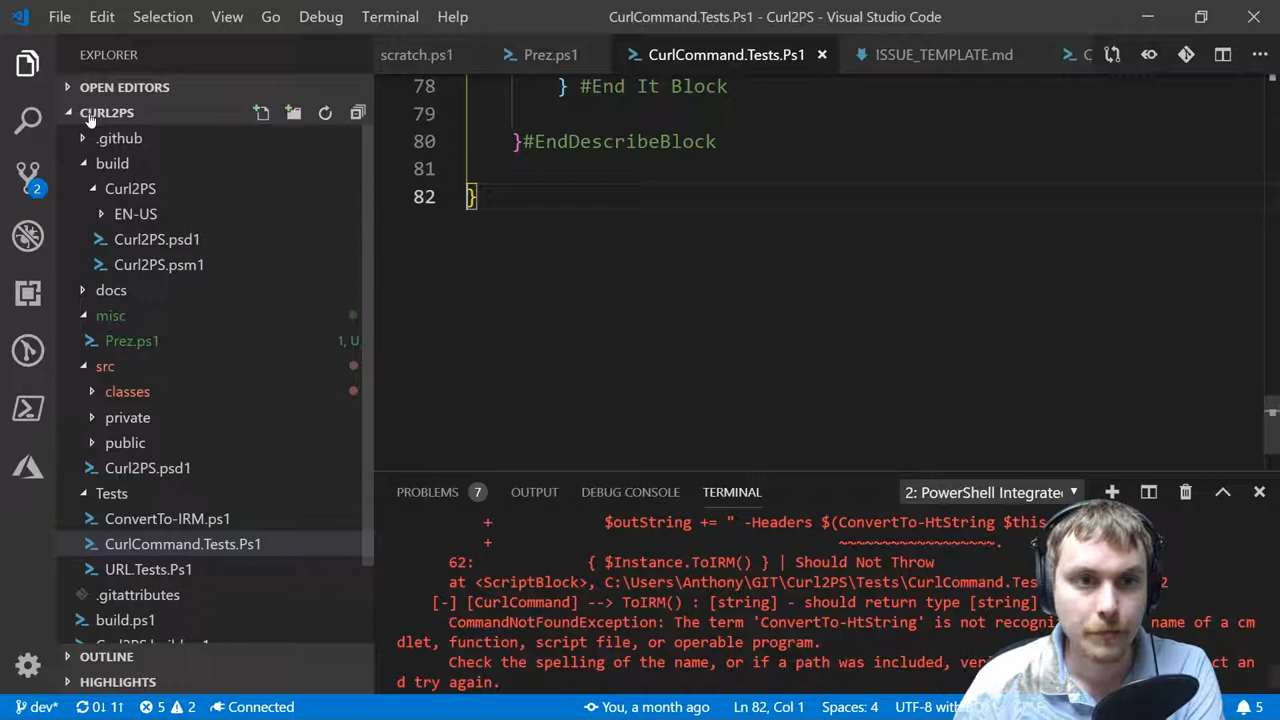 File Edit Selection View Go Debug Terminal Help CurlCommand.Tests.Ps1 - Curl2PS - Visual Studio Code
EXPLORER
scratch.ps1 Prez.ps1 CurlCommand.Tests.Ps1 ISSUE_TEMPLATE.md C
OPEN EDITORS
CURL2PS
.github
build
Curl2PS
EN-US
Curl2PS.psd1
Curl2PS.psm1
docs
misc
Prez.ps1 1, U
src
classes
private
public
Curl2PS.psd1
Tests
ConvertTo-IRM.ps1
CurlCommand.Tests.Ps1
URL.Tests.Ps1
.gitattributes
build.ps1
OUTLINE
HIGHLIGHTS
2
78 } #End It Block
79
80 }#EndDescribeBlock
81
82 }
PROBLEMS 7 OUTPUT DEBUG CONSOLE TERMINAL 2: PowerShell Integrate
+ $outString += " -Headers $(ConvertTo-HtString $this
+ ~~~~~~~~~~~~~~~~~~~.
62: { $Instance.ToIRM() } | Should Not Throw
at <ScriptBlock>, C:\Users\Anthony\GIT\Curl2PS\Tests\CurlCommand.Tes 2
[-] [CurlCommand] --> ToIRM() : [string] - should return type [string]
CommandNotFoundException: The term 'ConvertTo-HtString' is not name of a cm
dlet, function, script file, or operable program.
Check the spelling of the name, or if a path was included, an
d try again.
dev* 0↓ 1↑ 5 2 Connected You, a month ago Ln 82, Col 1 Spaces: 4 5